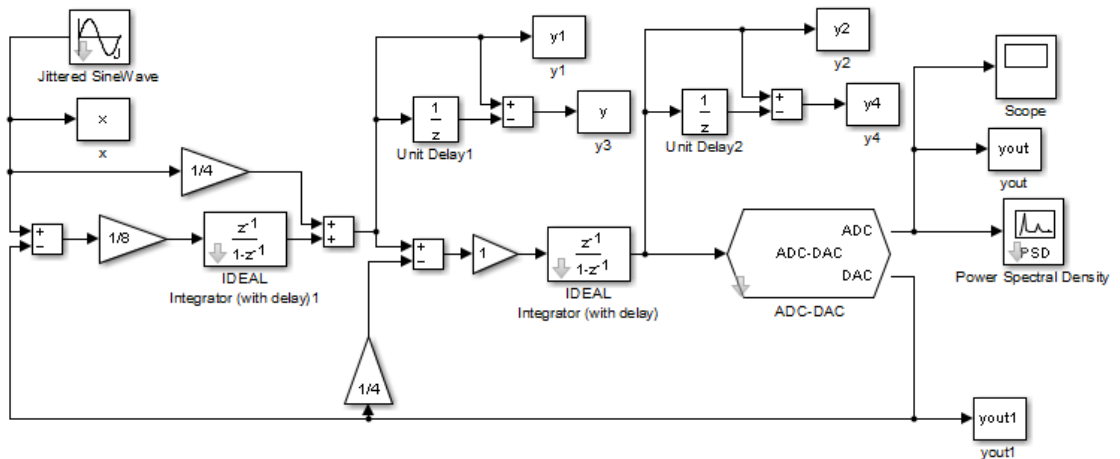 J
Jittered SineWave
x
x
1/4
+
−
1/8
z-1
1-z-1
IDEAL
Integrator (with delay)1
+
+
1
z
Unit Delay1
+
−
y1
y1
y
y3
+
−
1
z-1
1-z-1
IDEAL
Integrator (with delay)
1/4
1
z
Unit Delay2
+
−
y2
y2
y4
y4
ADC
ADC-DAC
DAC
ADC-DAC
Scope
yout
yout
PSD
Power Spectral Density
yout1
yout1